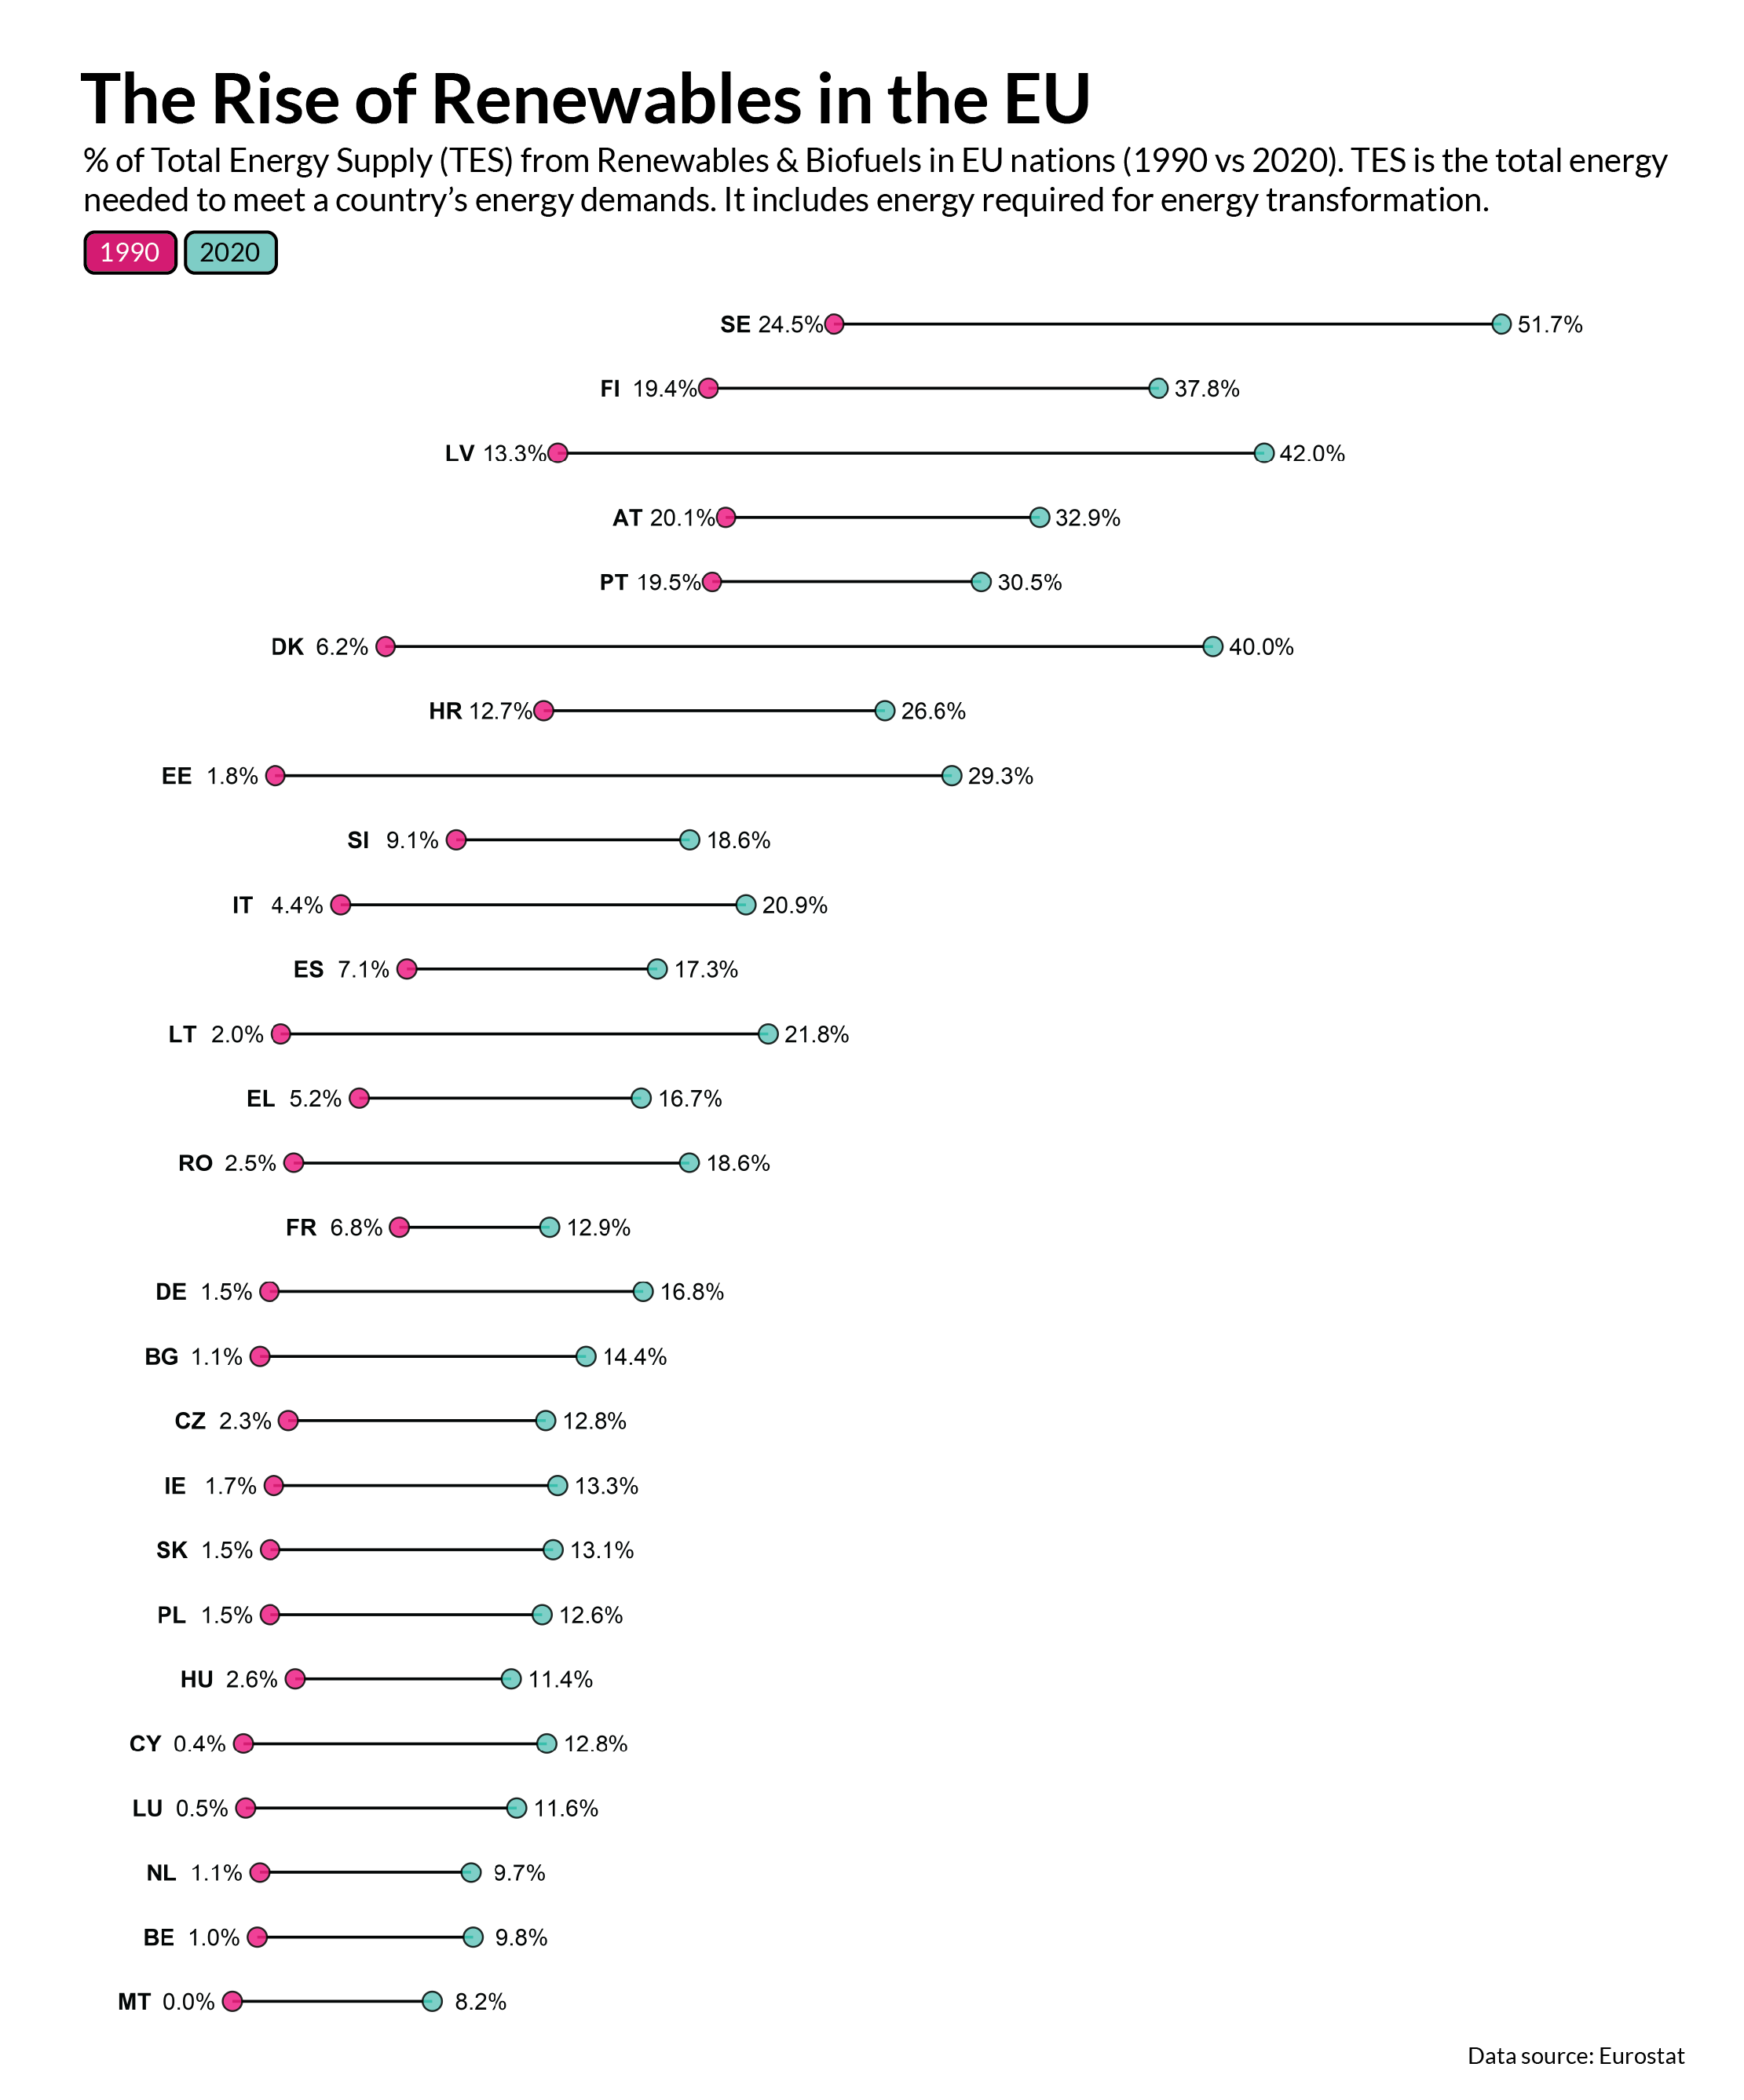 The Rise of Renewables in the EU
% of Total Energy Supply (TES) from Renewables & Biofuels in EU nations (1990 vs 2020). TES is the total energy
needed to meet a country’s energy demands. It includes energy required for energy transformation.
1990 2020
SE 24.5% 51.7%
FI 19.4% 37.8%
LV 13.3% 42.0%
AT 20.1% 32.9%
PT 19.5% 30.5%
DK 6.2% 40.0%
HR 12.7% 26.6%
EE 1.8% 29.3%
SI 9.1% 18.6%
IT 4.4% 20.9%
ES 7.1% 17.3%
LT 2.0% 21.8%
EL 5.2% 16.7%
RO 2.5% 18.6%
FR 6.8% 12.9%
DE 1.5% 16.8%
BG 1.1% 14.4%
CZ 2.3% 12.8%
IE 1.7% 13.3%
SK 1.5% 13.1%
PL 1.5% 12.6%
HU 2.6% 11.4%
CY 0.4% 12.8%
LU 0.5% 11.6%
NL 1.1% 9.7%
BE 1.0% 9.8%
MT 0.0% 8.2%
Data source: Eurostat